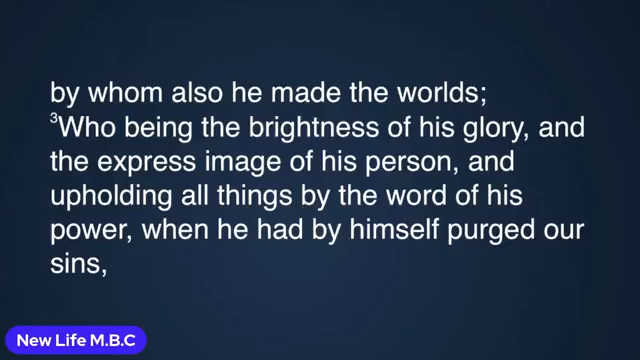 by whom also he made the worlds;
³Who being the brightness of his glory, and
the express image of his person, and
upholding all things by the word of his
power, when he had by himself purged our
sins,
New Life M.B.C